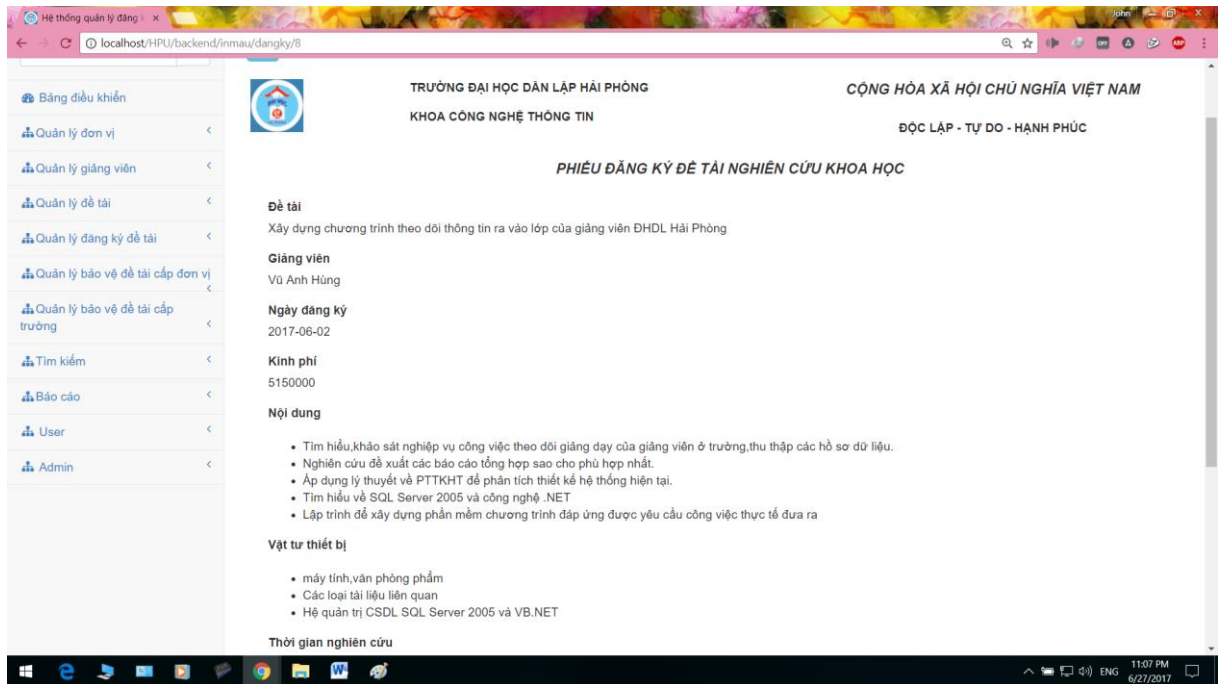 Hệ thống quản lý đăng k
John
localhost/HPU/backend/inmau/dangky/8
Bảng điều khiển
Quản lý đơn vị
Quản lý giảng viên
Quản lý đề tài
Quản lý đăng ký đề tài
Quản lý bảo vệ đề tài cấp đơn vị
Quản lý bảo vệ đề tài cấp
trường
Tìm kiếm
Báo cáo
User
Admin
TRƯỜNG ĐẠI HỌC DÂN LẬP HẢI PHÒNG
KHOA CÔNG NGHỆ THÔNG TIN
CỘNG HÒA XÃ HỘI CHỦ NGHĨA VIỆT NAM
ĐỘC LẬP - TỰ DO - HẠNH PHÚC
PHIẾU ĐĂNG KÝ ĐỀ TÀI NGHIÊN CỨU KHOA HỌC
Đề tài
Xây dựng chương trình theo dõi thông tin ra vào lớp của giảng viên ĐHDL Hải Phòng
Giảng viên
Vũ Anh Hùng
Ngày đăng ký
2017-06-02
Kinh phí
5150000
Nội dung
• Tìm hiểu,khảo sát nghiệp vụ công việc theo dõi giảng dạy của giảng viên ở trường,thu thập các hồ sơ dữ liệu.
• Nghiên cứu đề xuất các báo cáo tổng hợp sao cho phù hợp nhất.
• Áp dụng lý thuyết về PTTKHT để phân tích thiết kế hệ thống hiện tại.
• Tìm hiểu về SQL Server 2005 và công nghệ .NET
• Lập trình để xây dựng phần mềm chương trình đáp ứng được yêu cầu công việc thực tế đưa ra
Vật tư thiết bị
• máy tính,văn phòng phẩm
• Các loại tài liệu liên quan
• Hệ quản trị CSDL SQL Server 2005 và VB.NET
Thời gian nghiên cứu
ENG
11:07 PM
6/27/2017